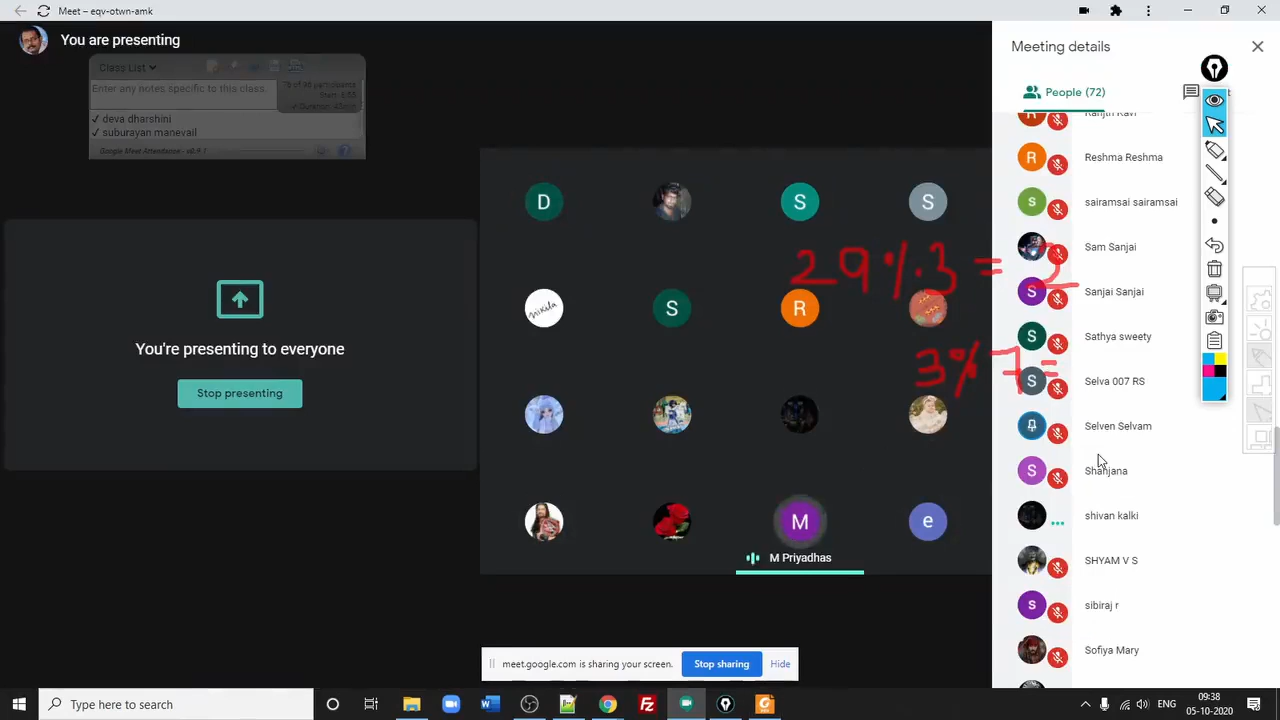 Meet – eqv-otwn-amk
You are presenting
Class List
Enter any notes specific to this class.
deva dharshini
suburayan manevail
Google Meet Attendance
You're presenting to everyone
Stop presenting
D
S
S
nikila
S
R
M
e
M Priyadhas
29%3=2
3%7=
meet.google.com is sharing your screen.
Stop sharing
Hide
Meeting details
People (72)
Ranjith Kavi
R
Reshma Reshma
s
sairamsai sairamsai
Sam Sanjai
S
Sanjai Sanjai
S
Sathya sweety
S
Selva 007 RS
Selven Selvam
S
Shanjana
shivan kalki
SHYAM V S
s
sibiraj r
Sofiya Mary
Type here to search
ENG
09:38
05-10-2020